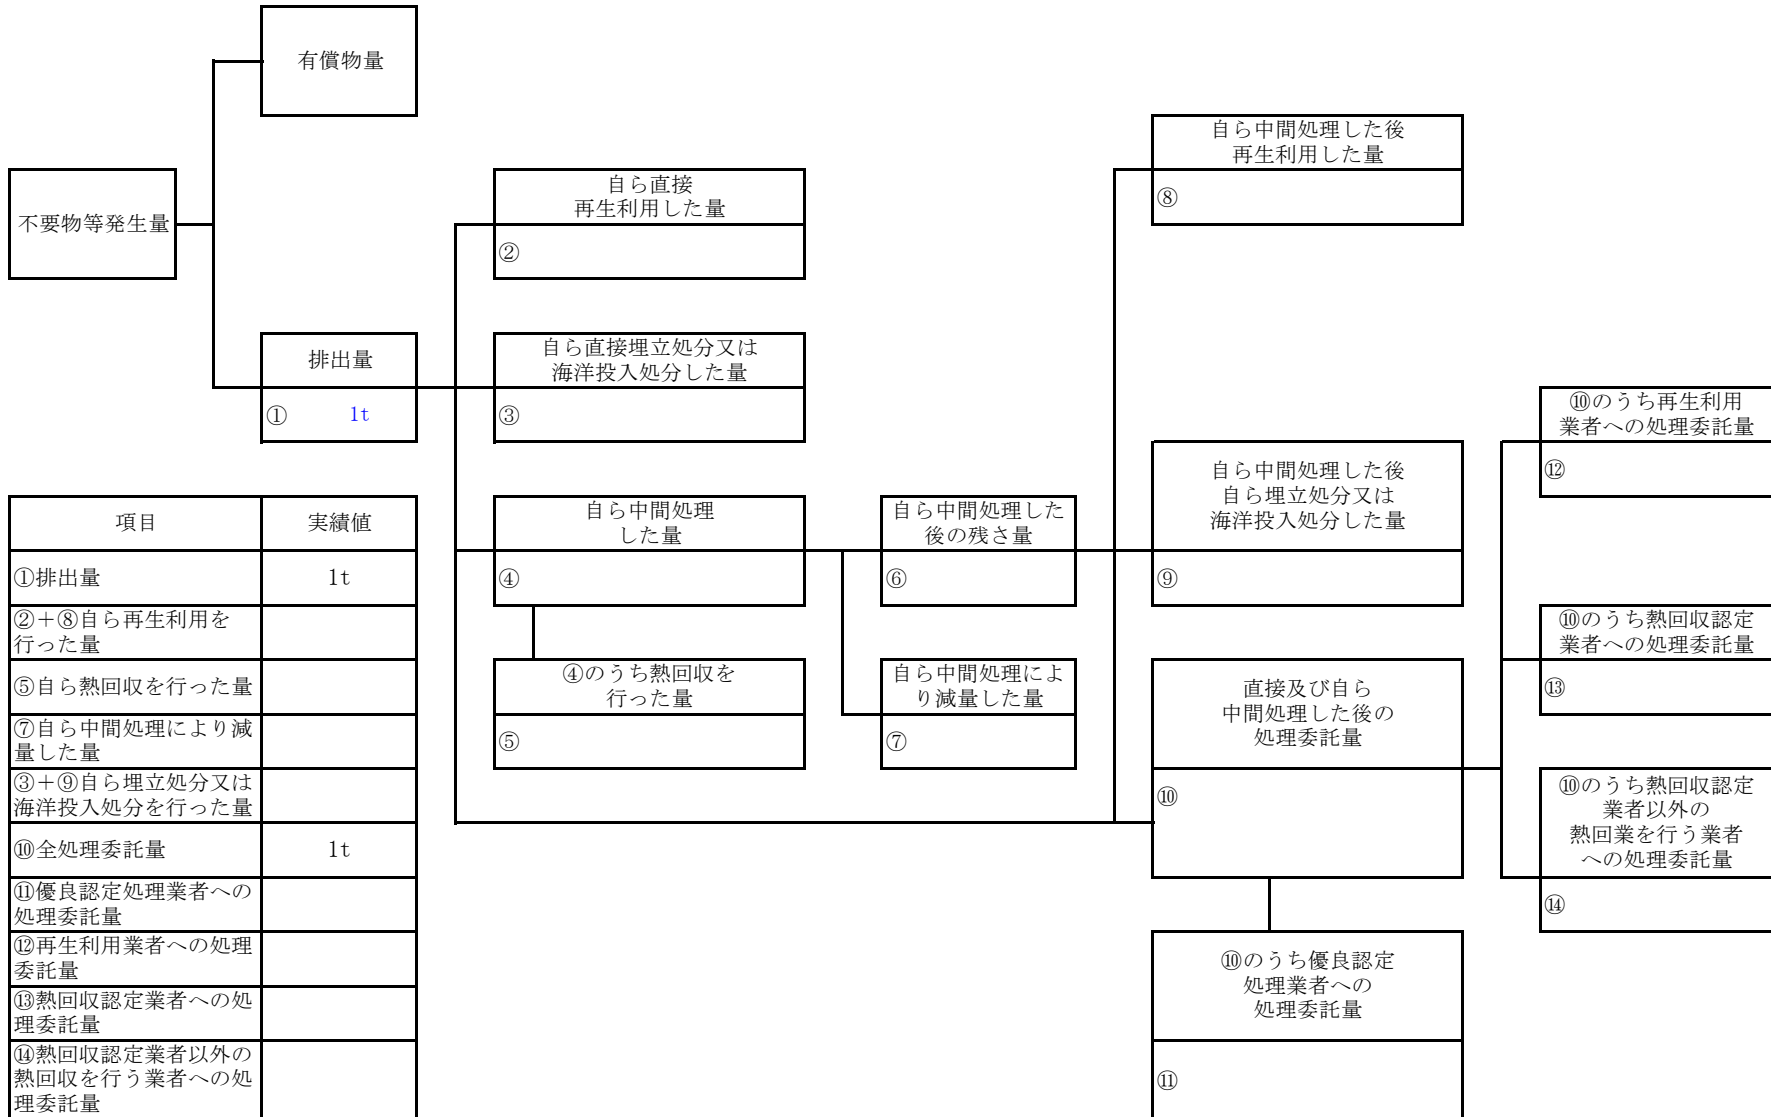 有償物量
自ら中間処理した後
再生利用した量
⑧
不要物等発生量
自ら直接
再生利用した量
②
排出量
① 1t
自ら直接埋立処分又は
海洋投入処分した量
③
⑩のうち再生利用
業者への処理委託量
⑫
自ら中間処理した後
自ら埋立処分又は
海洋投入処分した量
⑨
自ら中間処理
した量
④
自ら中間処理した
後の残さ量
⑥
⑩のうち熱回収認定
業者への処理委託量
⑬
④のうち熱回収を
行った量
⑤
自ら中間処理によ
り減量した量
⑦
直接及び自ら
中間処理した後の
処理委託量
⑩
⑩のうち熱回収認定
業者以外の
熱回業を行う業者
への処理委託量
⑭
⑩のうち優良認定
処理業者への
処理委託量
⑪
項目 実績値
①排出量 1t
②＋⑧自ら再生利用を
行った量
⑤自ら熱回収を行った量
⑦自ら中間処理により減
量した量
③＋⑨自ら埋立処分又は
海洋投入処分を行った量
⑩全処理委託量 1t
⑪優良認定処理業者への
処理委託量
⑫再生利用業者への処理
委託量
⑬熱回収認定業者への処
理委託量
⑭熱回収認定業者以外の
熱回収を行う業者への処
理委託量